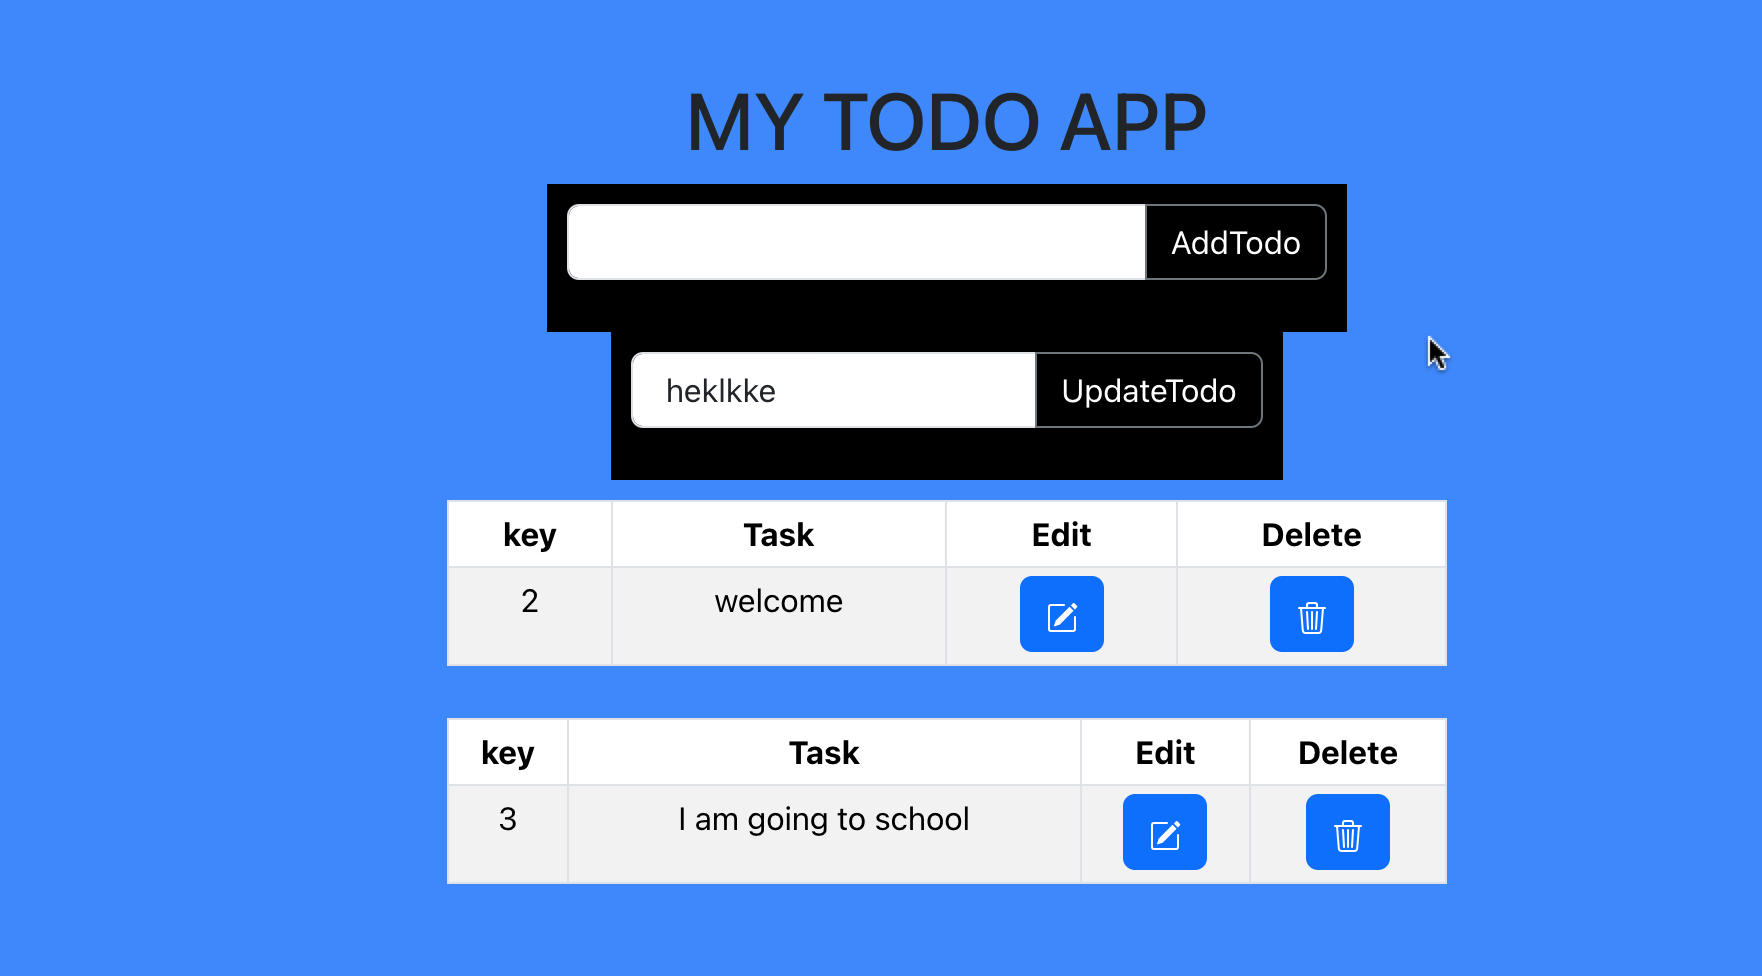 MY TODO APP
AddTodo
heklkke UpdateTodo
key Task Edit Delete
2 welcome
key Task Edit Delete
3 I am going to school